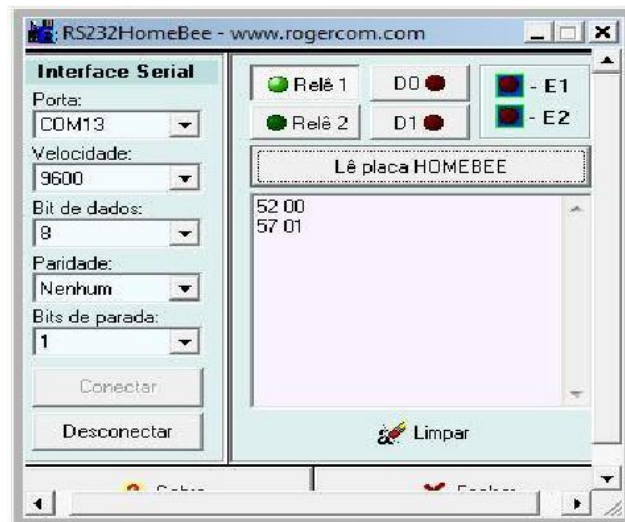 RS232HomeBee - www.rogercom.com
Interface Serial
Porta:
COM13
Velocidade:
9600
Bit de dados:
8
Paridade:
Nenhum
Bits de parada:
1
Conectar
Desconectar
Relê 1
D0
- E1
Relê 2
D1
- E2
Lê placa HOMEBEE
52 00
57 01
Limpar